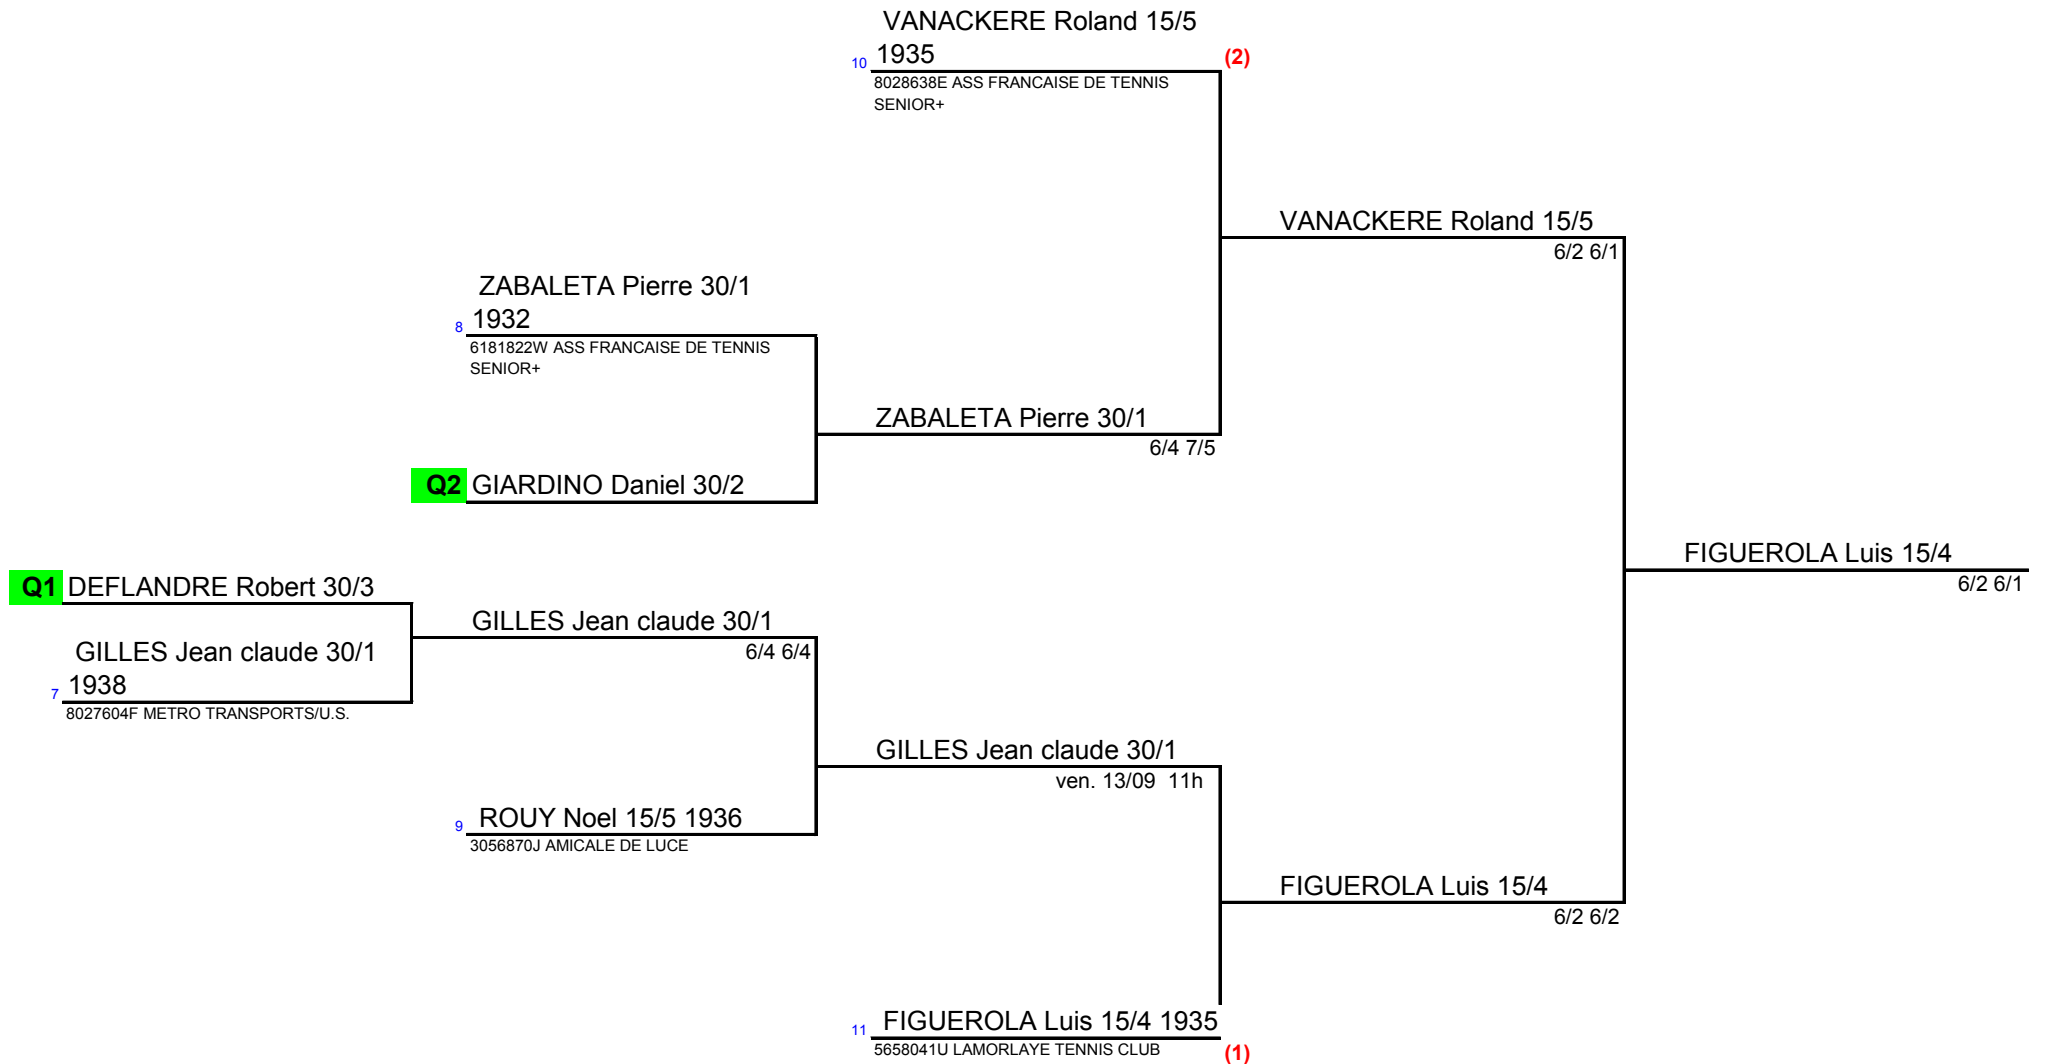 VANACKERE Roland 15/5
10 1935 (2)
8028638E ASS FRANCAISE DE TENNIS
SENIOR+
VANACKERE Roland 15/5
6/2 6/1
ZABALETA Pierre 30/1
8 1932
6181822W ASS FRANCAISE DE TENNIS
SENIOR+
ZABALETA Pierre 30/1
6/4 7/5
Q2 GIARDINO Daniel 30/2
FIGUEROLA Luis 15/4
6/2 6/1
Q1 DEFLANDRE Robert 30/3
GILLES Jean claude 30/1
6/4 6/4
GILLES Jean claude 30/1
7 1938
8027604F METRO TRANSPORTS/U.S.
GILLES Jean claude 30/1
ven. 13/09 11h
9 ROUY Noel 15/5 1936
3056870J AMICALE DE LUCE
FIGUEROLA Luis 15/4
6/2 6/2
11 FIGUEROLA Luis 15/4 1935
5658041U LAMORLAYE TENNIS CLUB (1)